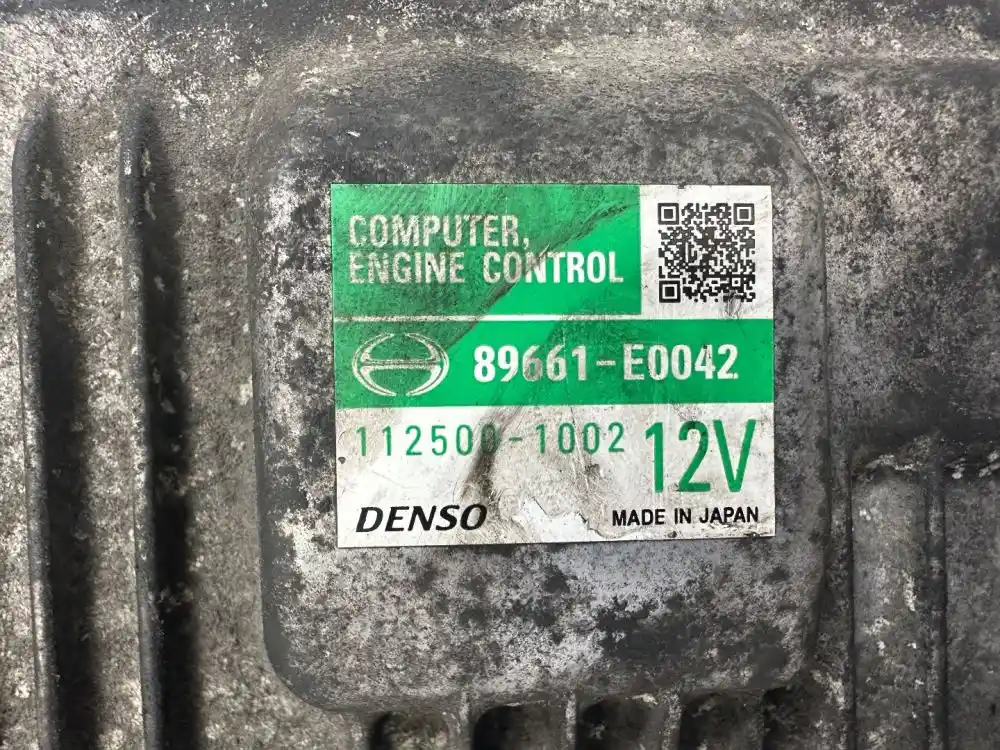 COMPUTER,
ENGINE CONTROL
89661-E0042
112500-1002 12V
DENSO MADE IN JAPAN